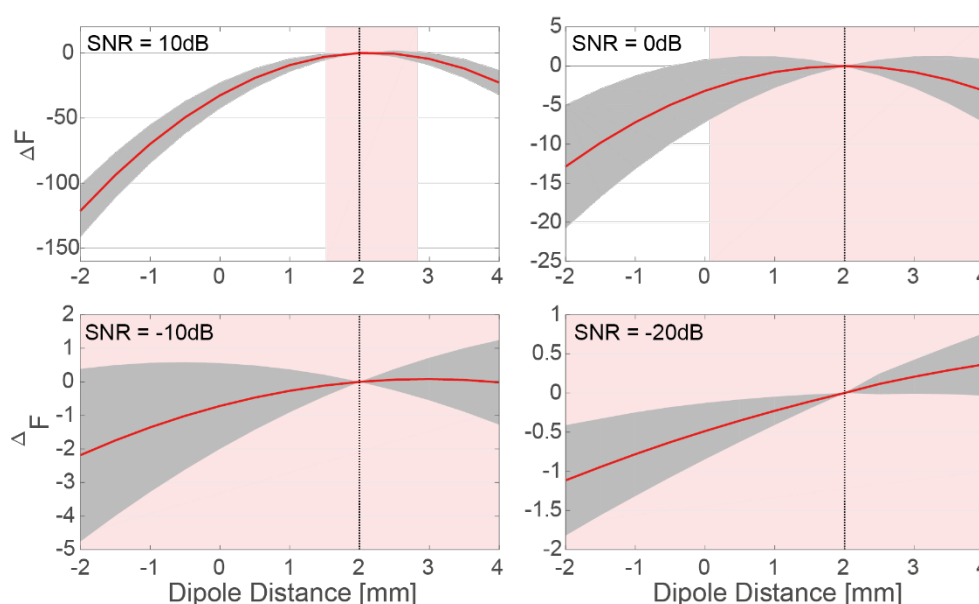 SNR = 10dB
0
-50
-100
-150
ΔF
-2 -1 0 1 2 3 4
SNR = 0dB
5
0
-5
-10
-15
-20
25
-2 -1 0 1 2 3 4
SNR = -10dB
2
1
0
-1
-2
-3
-4
-5
ΔF
-2 -1 0 1 2 3 4
Dipole Distance [mm]
SNR = -20dB
1
0.5
0
-0.5
-1
-1.5
-2
-2 -1 0 1 2 3 4
Dipole Distance [mm]